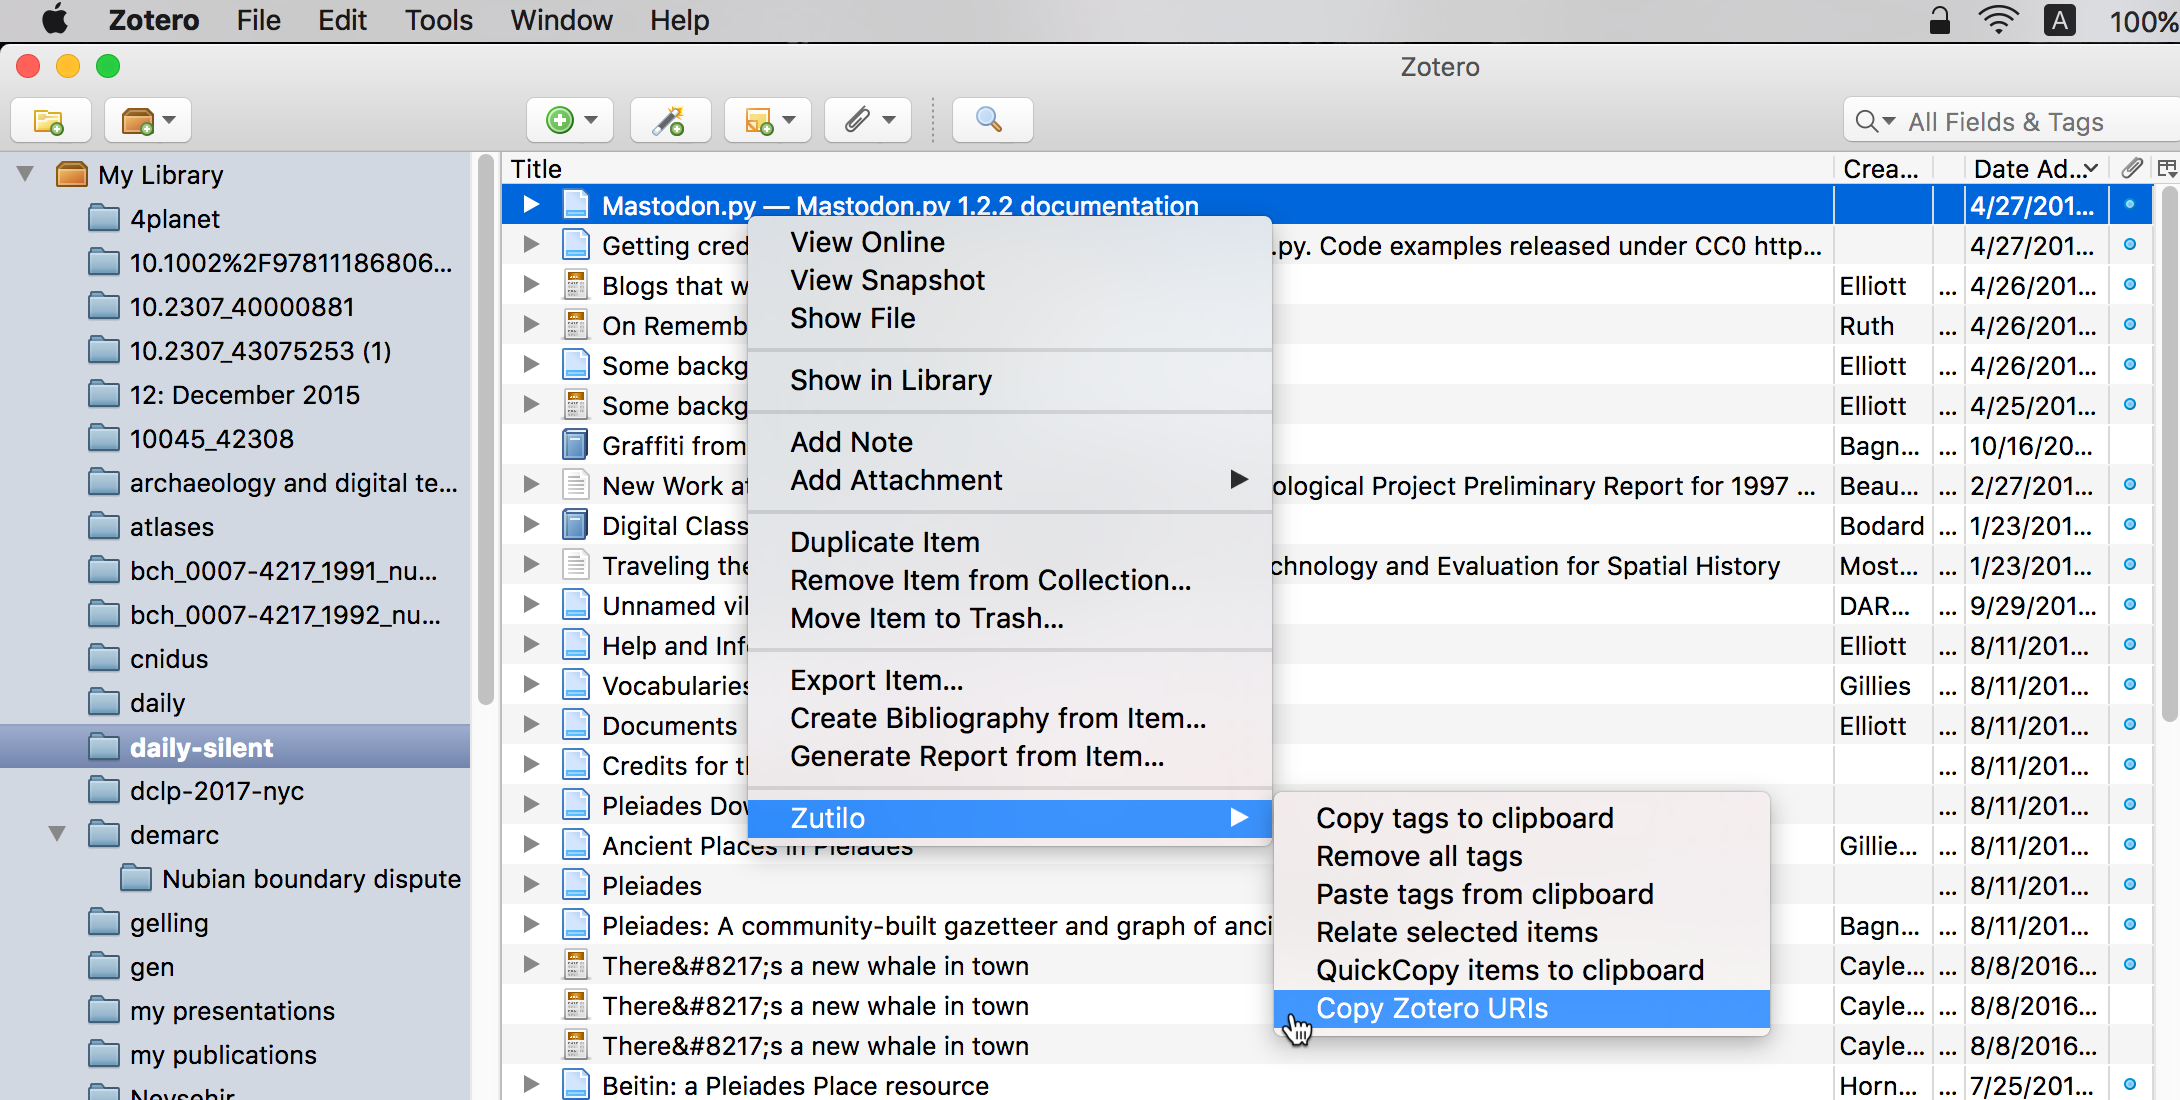 Zotero File Edit Tools Window Help A 100%
Zotero
All Fields & Tags
My Library
4planet
10.1002%2F97811186806...
10.2307_40000881
10.2307_43075253 (1)
12: December 2015
10045_42308
archaeology and digital te...
atlases
bch_0007-4217_1991_nu...
bch_0007-4217_1992_nu...
cnidus
daily
daily-silent
dclp-2017-nyc
demarc
Nubian boundary dispute
gelling
gen
my presentations
my publications
Title Crea... Date Ad...
Mastodon.py — Mastodon.py 1.2.2 documentation 4/27/201...
Getting cred .py. Code examples released under CC0 http... 4/27/201...
Blogs that w Elliott ... 4/26/201...
On Rememb Ruth ... 4/26/201...
Some backg Elliott ... 4/26/201...
Some backg Elliott ... 4/25/201...
Graffiti from Bagn... ... 10/16/20...
New Work at ological Project Preliminary Report for 1997 ... Beau... ... 2/27/201...
Digital Class Bodard ... 1/23/201...
Traveling the chnology and Evaluation for Spatial History Most... ... 1/23/201...
Unnamed vil DAR... ... 9/29/201...
Help and Info Elliott ... 8/11/201...
Vocabularies Gillies ... 8/11/201...
Documents Elliott ... 8/11/201...
Credits for th ... 8/11/201...
Pleiades Dow ... 8/11/201...
Ancient Places in Pleiades Gillie... ... 8/11/201...
Pleiades ... 8/11/201...
Pleiades: A community-built gazetteer and graph of anci Bagn... ... 8/11/201...
There&#8217;s a new whale in town Cayle... ... 8/8/2016...
There&#8217;s a new whale in town Cayle... ... 8/8/2016...
There&#8217;s a new whale in town Cayle... ... 8/8/2016...
Beitin: a Pleiades Place resource Horn... ... 7/25/201...
View Online
View Snapshot
Show File
Show in Library
Add Note
Add Attachment
Duplicate Item
Remove Item from Collection...
Move Item to Trash...
Export Item...
Create Bibliography from Item...
Generate Report from Item...
Zutilo
Copy tags to clipboard
Remove all tags
Paste tags from clipboard
Relate selected items
QuickCopy items to clipboard
Copy Zotero URIs